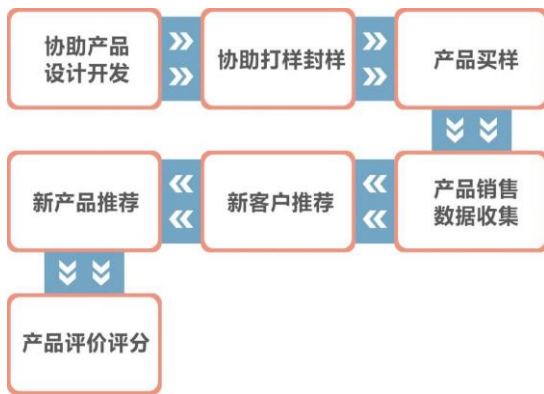 协助产品
设计开发
协助打样封样
产品买样
产品销售
数据收集
新客户推荐
新产品推荐
产品评价评分